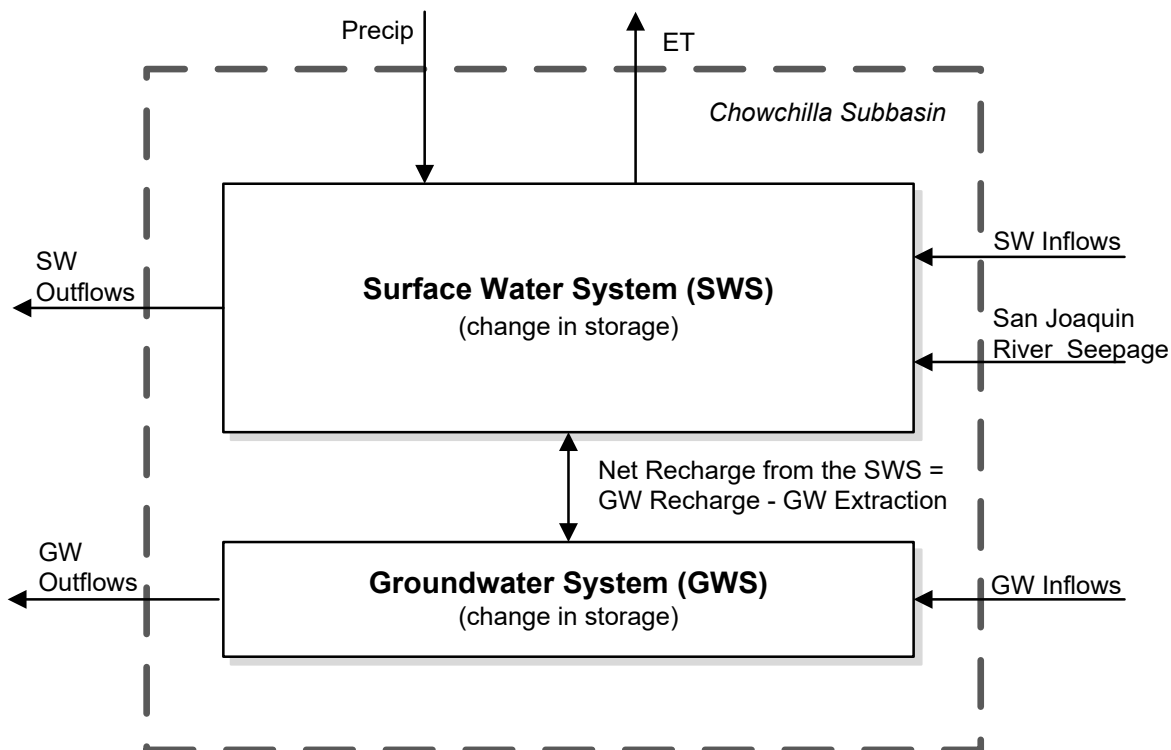 Precip
ET
Chowchilla Subbasin
SW
Outflows
Surface Water System (SWS)
(change in storage)
SW Inflows
San Joaquin
River Seepage
Net Recharge from the SWS =
GW Recharge - GW Extraction
GW
Outflows
Groundwater System (GWS)
(change in storage)
GW Inflows